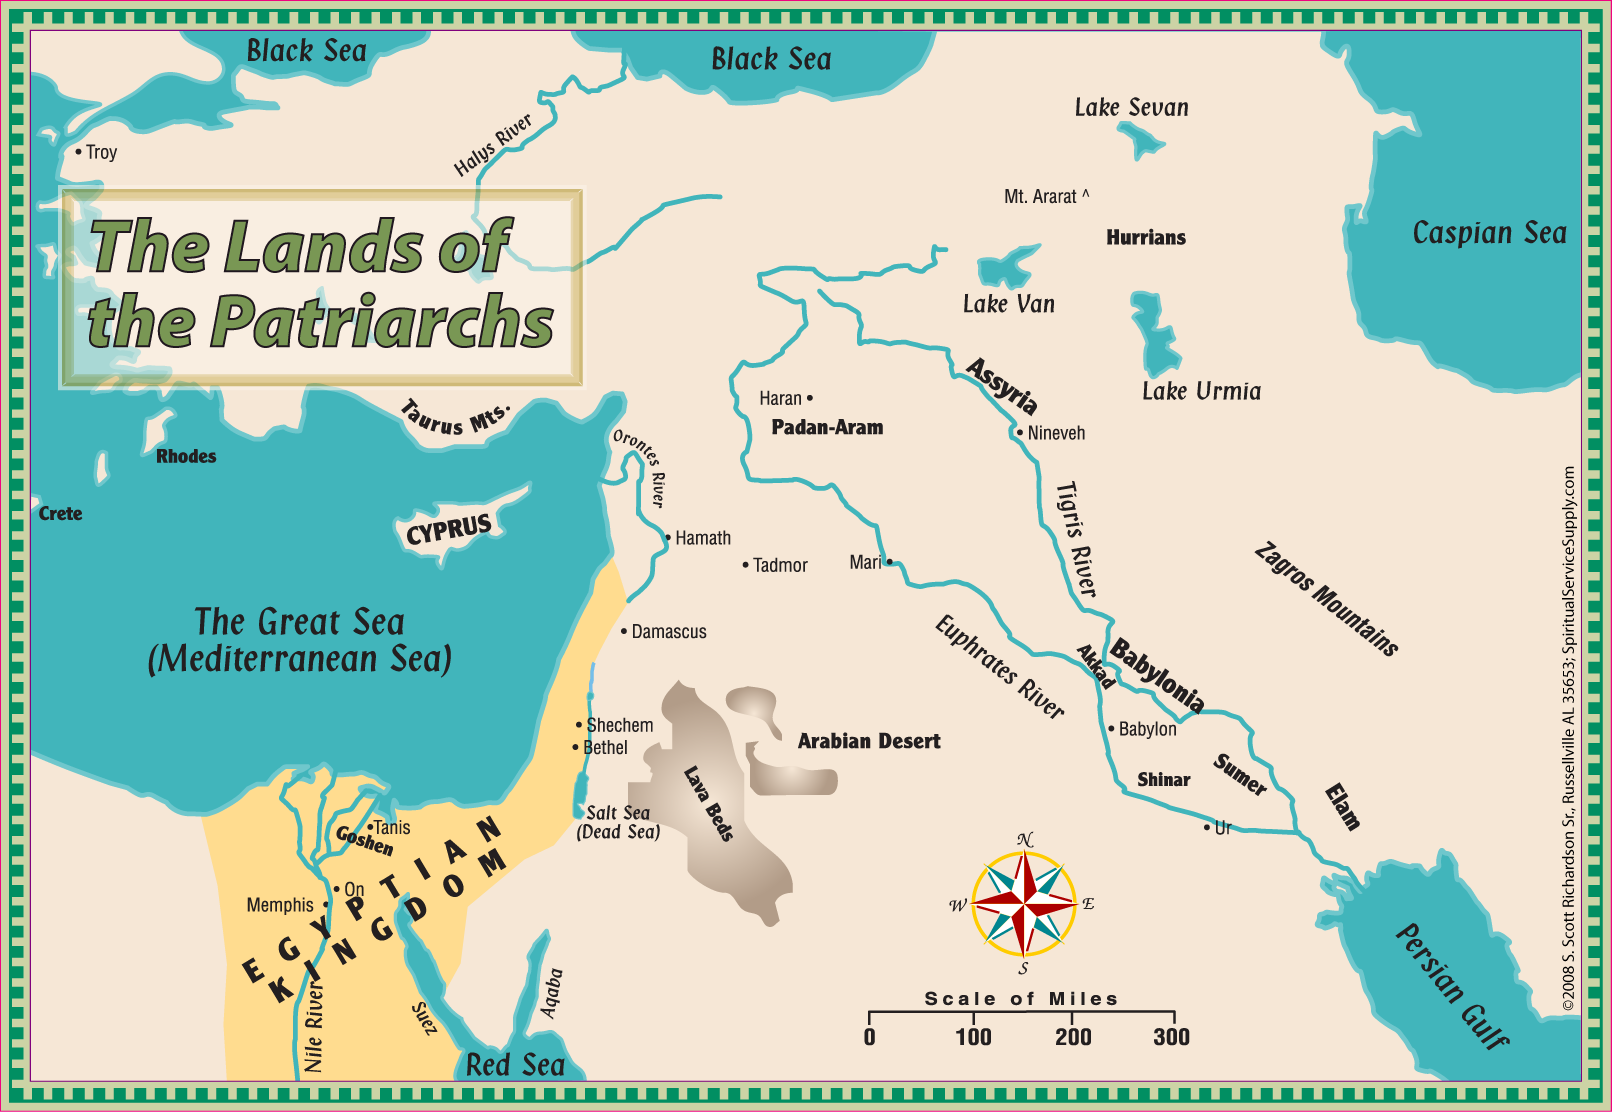 Black Sea
Black Sea
Lake Sevan
Halys River
Troy
Mt. Ararat ^
The Lands of
the Patriarchs
Hurrians
Caspian Sea
Lake Van
Lake Urmia
Taurus Mts.
Assyria
Haran
Padan-Aram
Nineveh
Orontes River
Rhodes
Crete
CYPRUS
Tigris River
Hamath
Tadmor
Mari
Zagros Mountains
The Great Sea
(Mediterranean Sea)
Damascus
Euphrates River
Akkad
Babylonia
Shechem
Bethel
Arabian Desert
Babylon
Lava Beds
Shinar
Sumer
Elam
Salt Sea
(Dead Sea)
Ur
Tanis
Goshen
On
Memphis
EGYPTIAN
KINGDOM
Nile River
Suez
Aqaba
Red Sea
N
W
E
S
Scale of Miles
0 100 200 300
Persian Gulf
©2008 S. Scott Richardson Sr., Russellville AL 35653; SpiritualServiceSupply.com